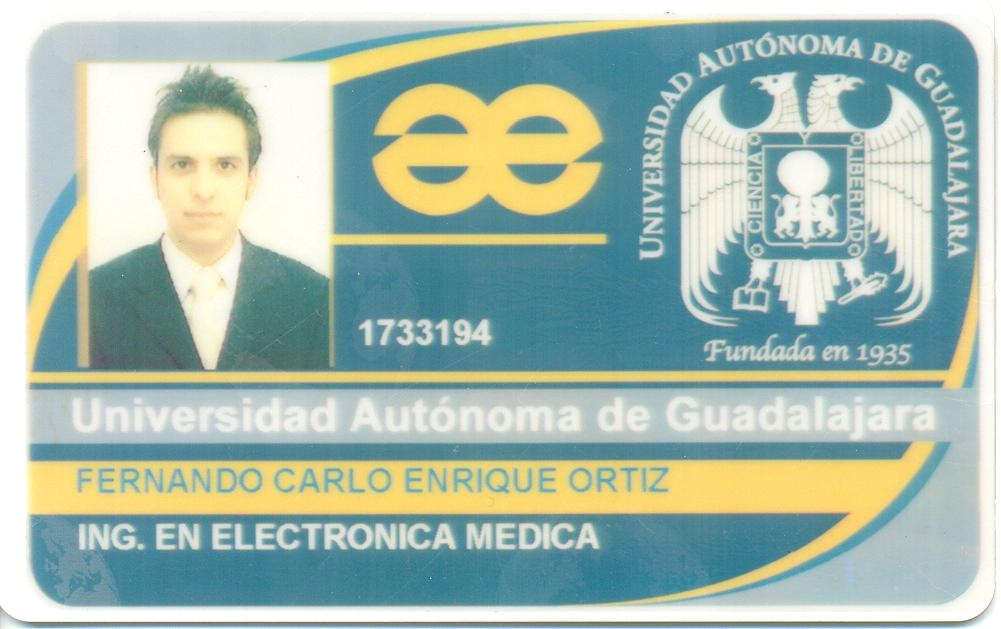 UNIVERSIDAD AUTÓNOMA DE GUADALAJARA
ae
CIENCIA Y LIBERTAD
1733194
Fundada en 1935
Universidad Autónoma de Guadalajara
FERNANDO CARLO ENRIQUE ORTIZ
ING. EN ELECTRONICA MEDICA